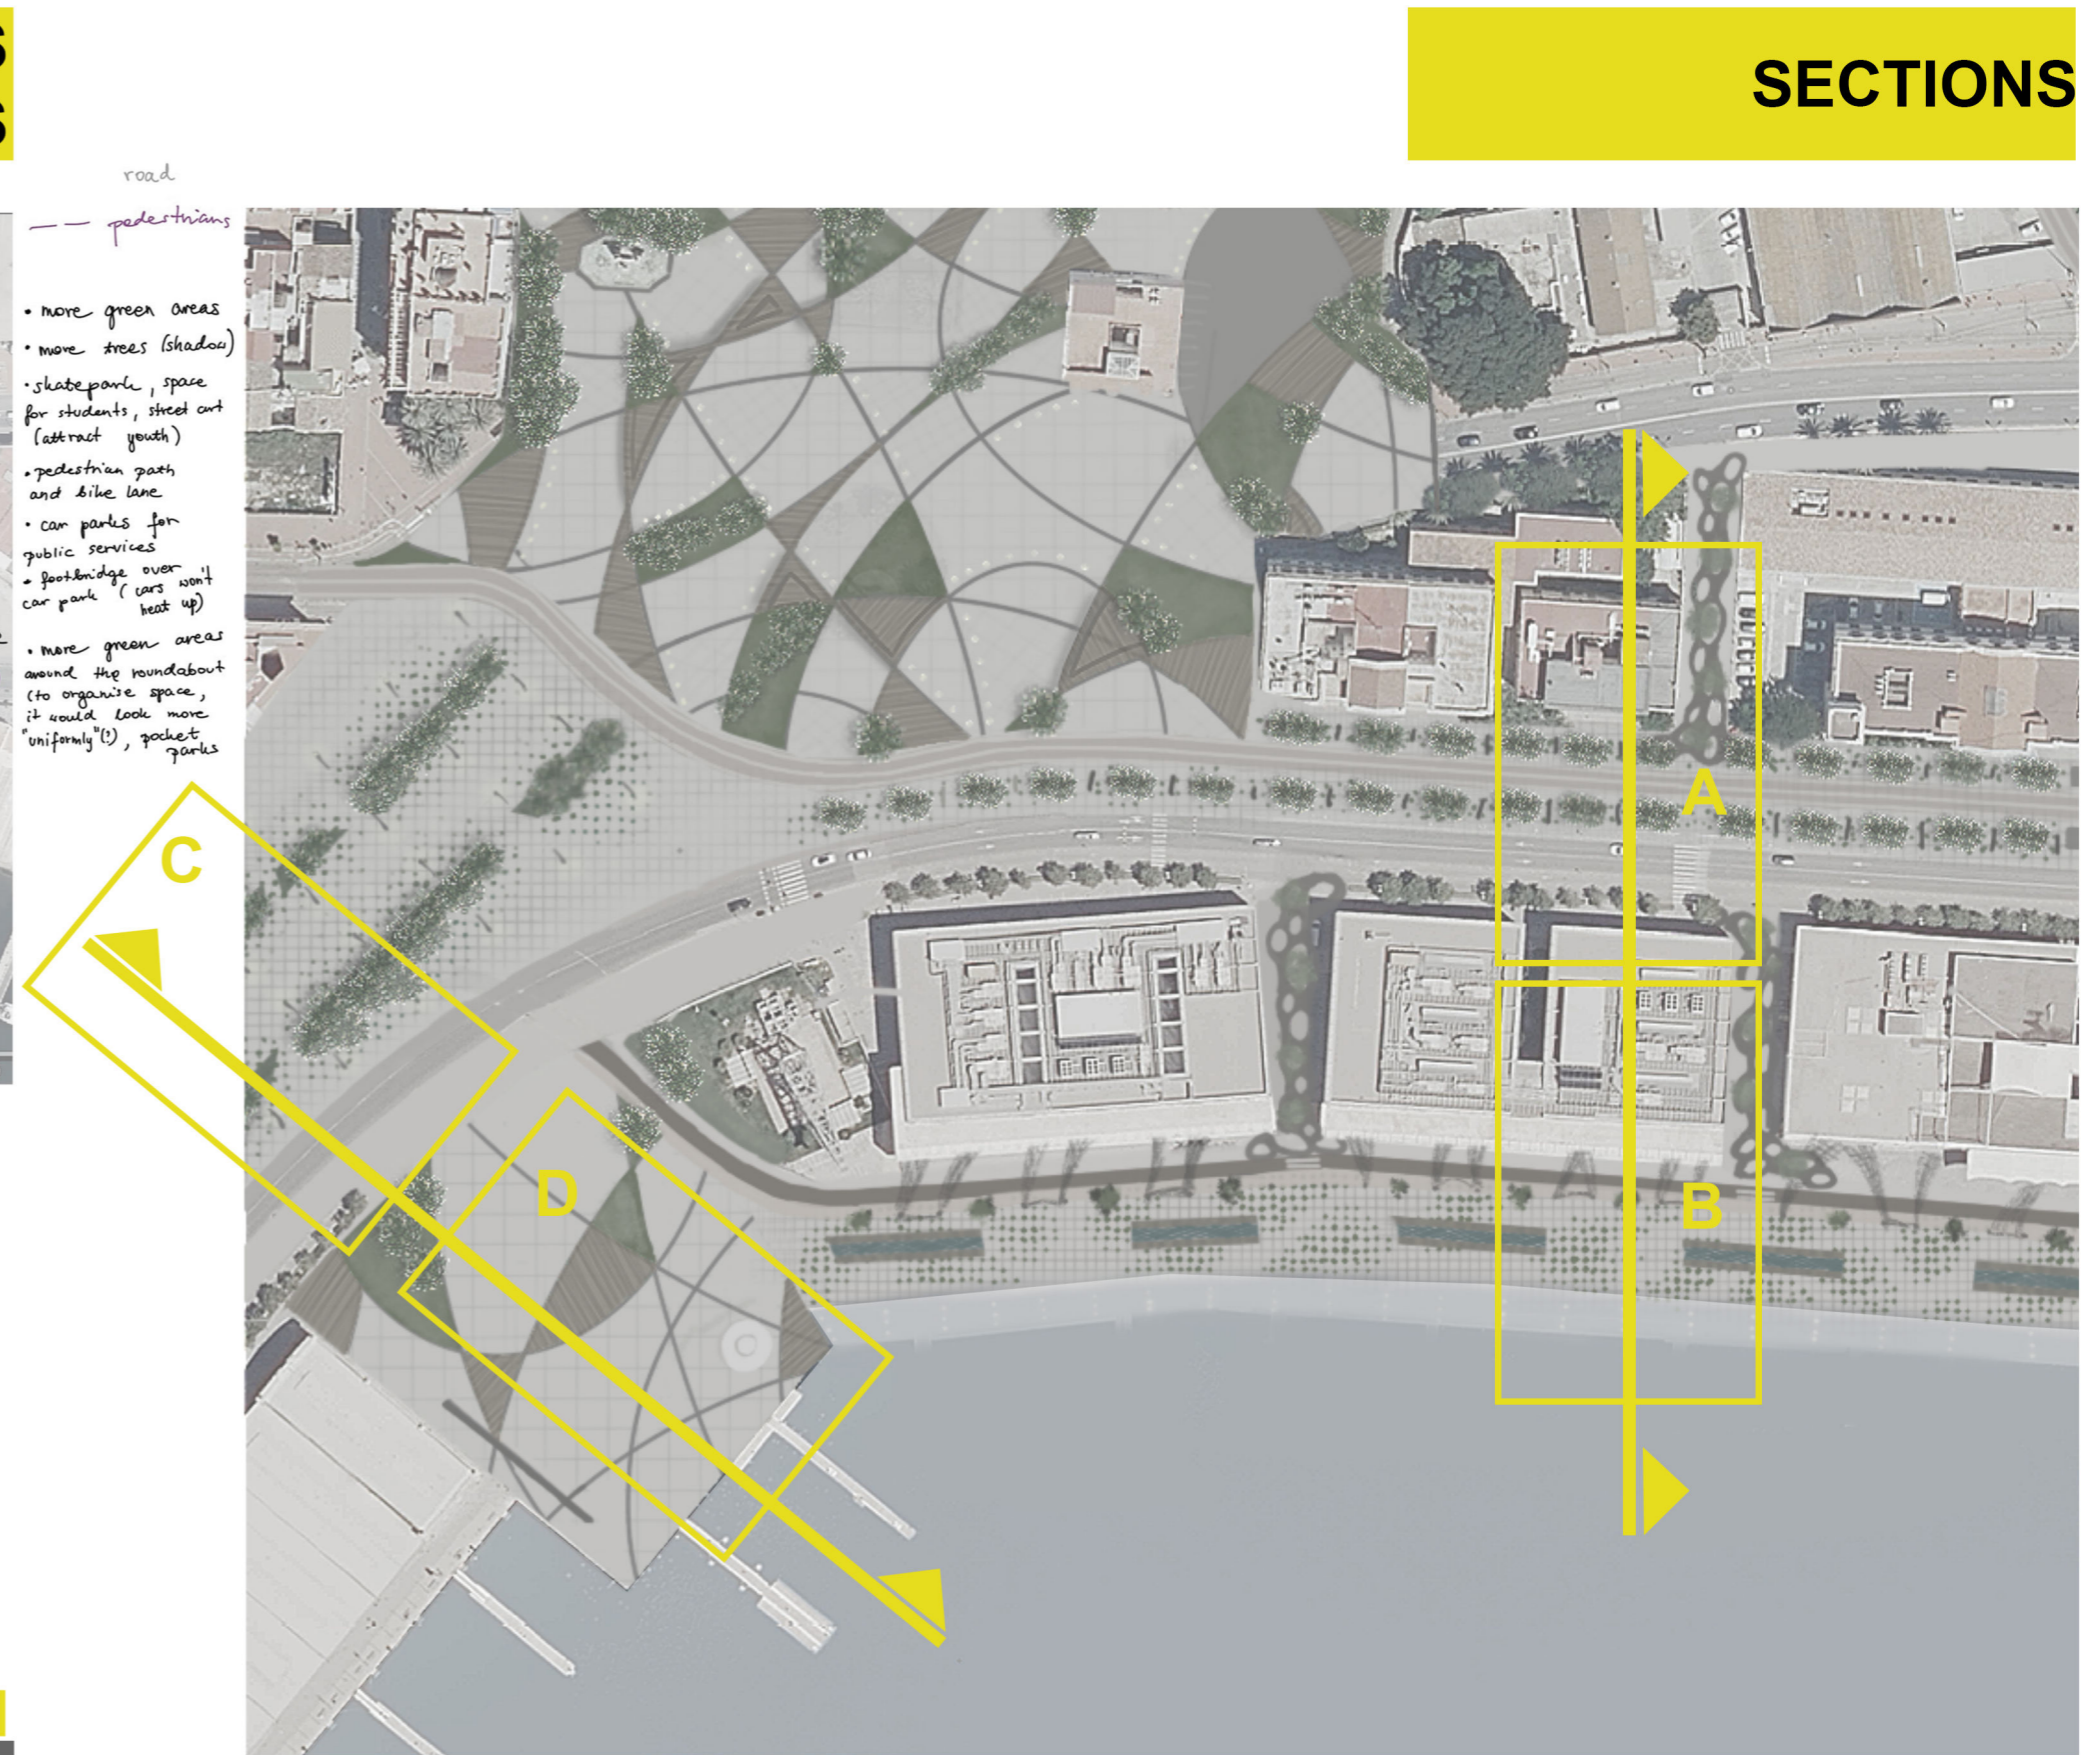 S
S
SECTIONS
road
pedestrians
• more green areas
• more trees (shadow)
• skatepark, space
for students, street art
(attract youth)
• pedestrian path
and bike lane
• car parks for
public services
• footbridge over
car park (cars won't
heat up)
• more green areas
around the roundabout
(to organise space,
it would look more
"uniformly"(?), pocket
parks
C
A
D
B